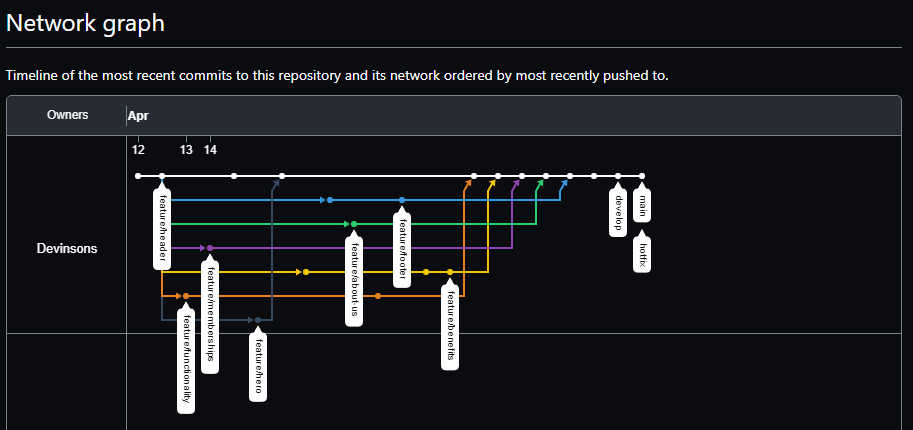 Network graph
Timeline of the most recent commits to this repository and its network ordered by most recently pushed to.
Owners
Apr
12 13 14
Devinsons
feature/header
feature/functionality
feature/memberships
feature/hero
feature/about-us
feature/footer
feature/benefits
develop
main
hotfix